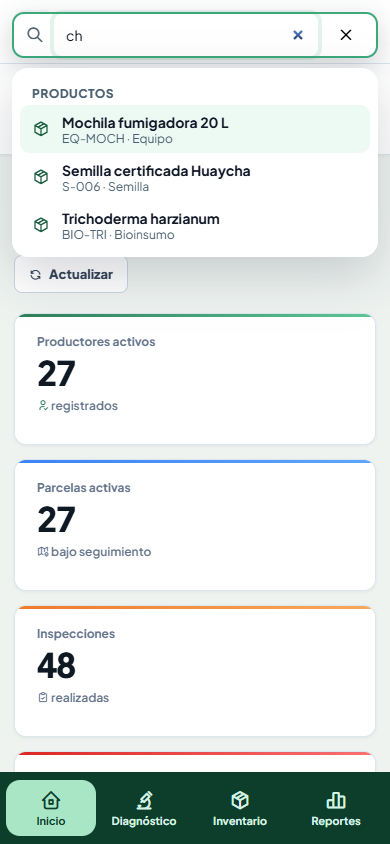 ch
PRODUCTOS
Mochila fumigadora 20 L
EQ-MOCH · Equipo
Semilla certificada Huaycha
S-006 · Semilla
Trichoderma harzianum
BIO-TRI · Bioinsumo
Actualizar
Productores activos
27
registrados
Parcelas activas
27
bajo seguimiento
Inspecciones
48
realizadas
Inicio
Diagnóstico
Inventario
Reportes